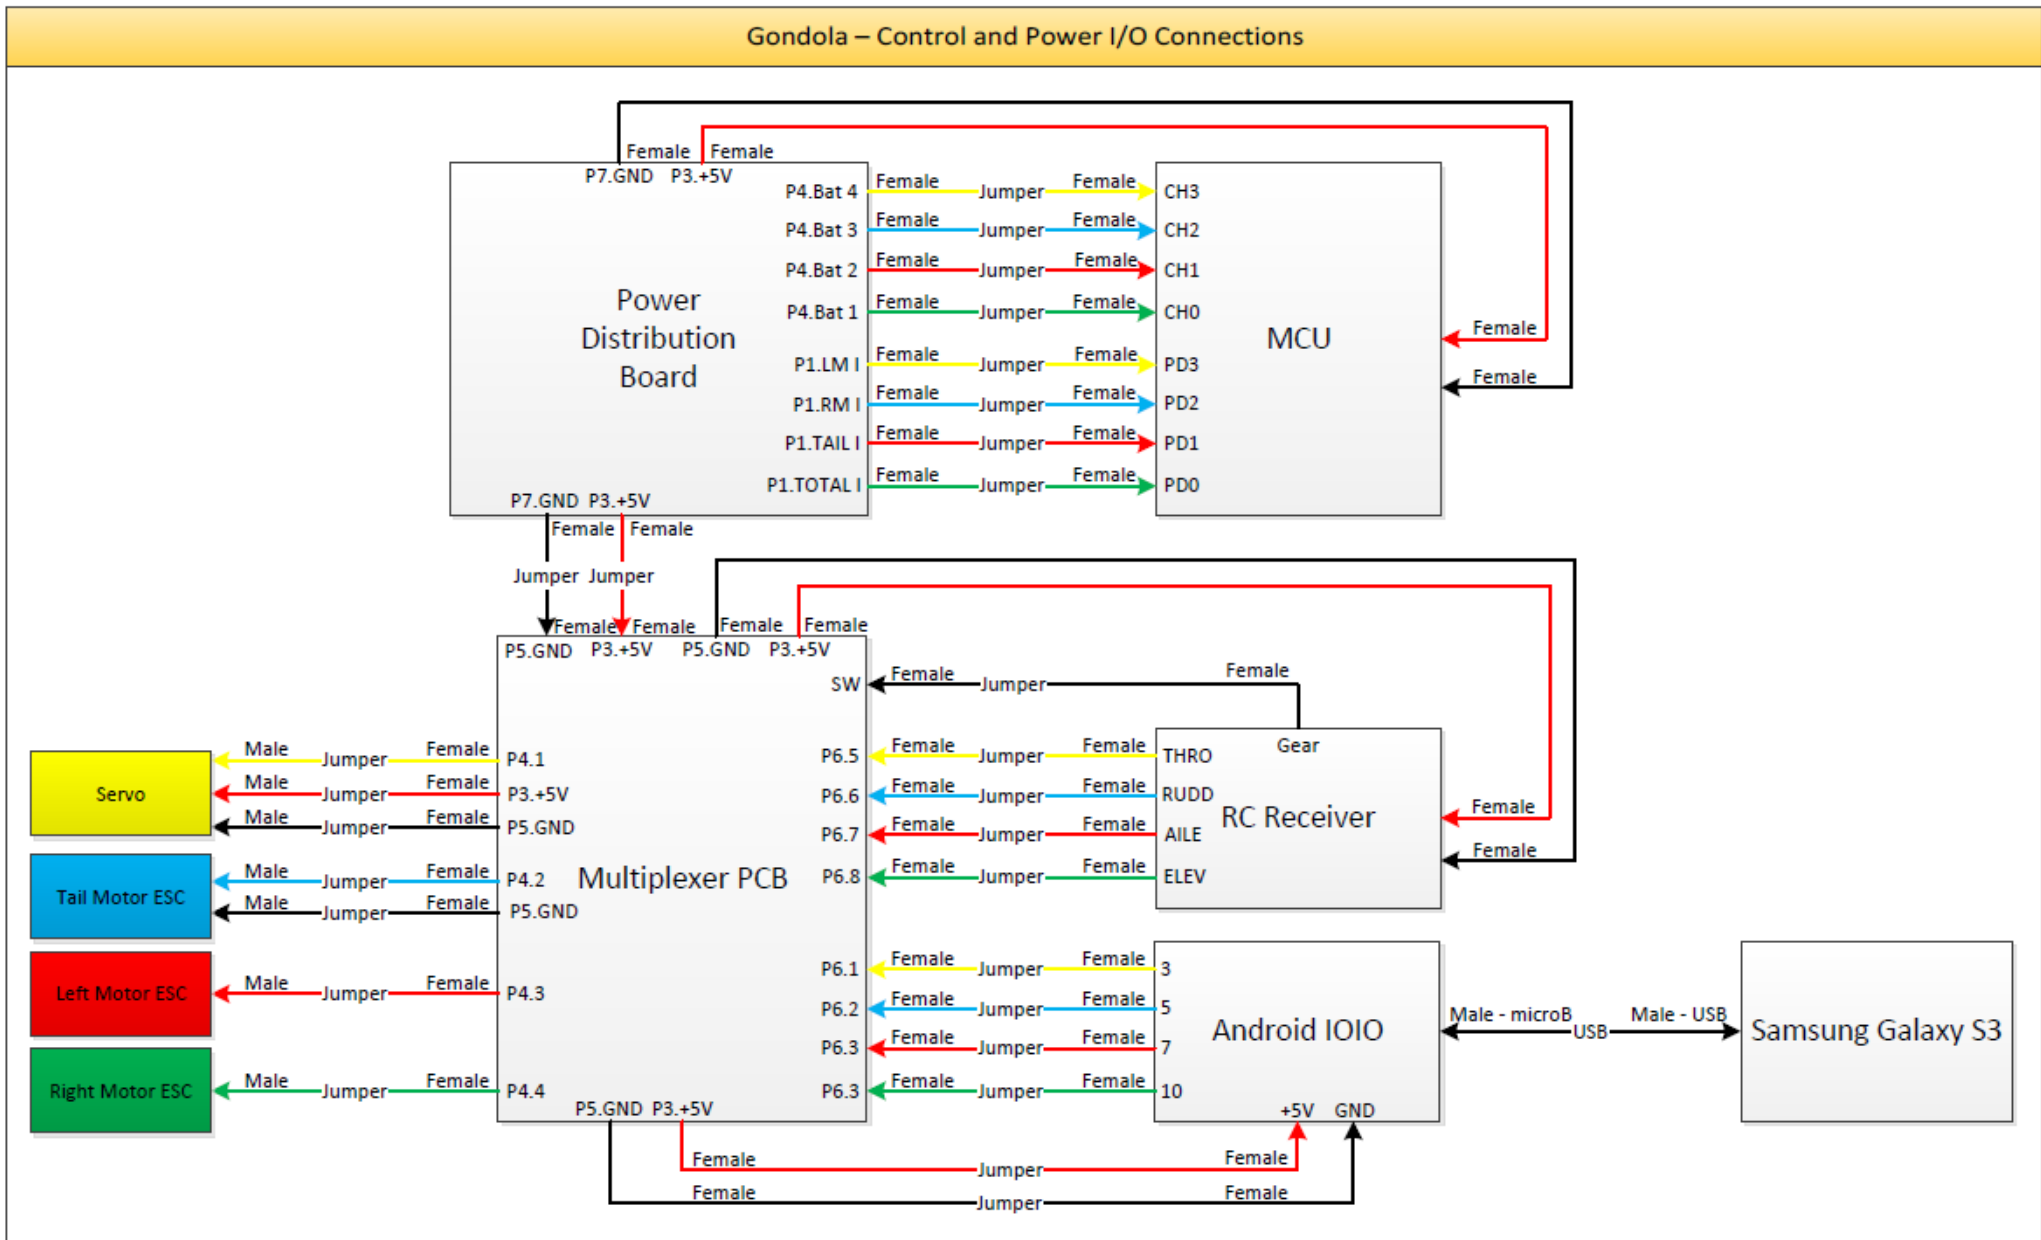 Gondola – Control and Power I/O Connections
Female Female
P7.GND P3.+5V
P4.Bat 4 Female Jumper Female CH3
P4.Bat 3 Female Jumper Female CH2
P4.Bat 2 Female Jumper Female CH1
P4.Bat 1 Female Jumper Female CH0
Power
Distribution
Board
MCU
Female
Female
P1.LM I Female Jumper Female PD3
P1.RM I Female Jumper Female PD2
P1.TAIL I Female Jumper Female PD1
P1.TOTAL I Female Jumper Female PD0
P7.GND P3.+5V
Female Female
Jumper Jumper
Female Female Female Female
P5.GND P3.+5V P5.GND P3.+5V
SW Female Jumper Female
Gear
Servo
Male Jumper Female P4.1
Male Jumper Female P3.+5V
Male Jumper Female P5.GND
P6.5 Female Jumper Female THRO
P6.6 Female Jumper Female RUDD
P6.7 Female Jumper Female AILE
P6.8 Female Jumper Female ELEV
RC Receiver
Female
Female
Tail Motor ESC
Male Jumper Female P4.2
Male Jumper Female P5.GND
Multiplexer PCB
Left Motor ESC
Male Jumper Female P4.3
Right Motor ESC
Male Jumper Female P4.4
P6.1 Female Jumper Female 3
P6.2 Female Jumper Female 5
P6.3 Female Jumper Female 7
P6.3 Female Jumper Female 10
Android IOIO
Male - microB USB Male - USB
Samsung Galaxy S3
P5.GND P3.+5V
+5V GND
Female Jumper Female
Female Jumper Female